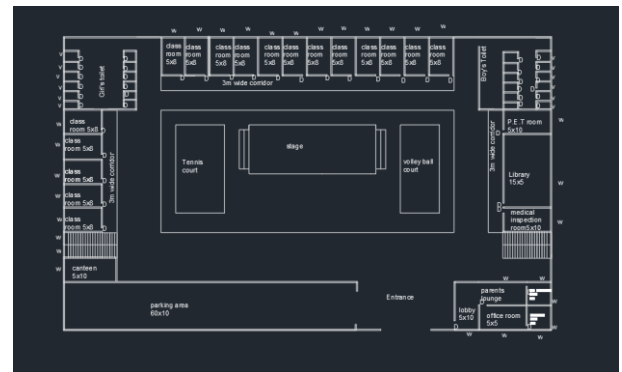 class room 5x8
class room 5x8
class room 5x8
class room 5x8
class room 5x8
class room 5x8
class room 5x8
class room 5x8
class room 5x8
class room 5x8
class room 5x8
class room 5x8
3m wide corridor
Girl's toilet
Boy's Toilet
class
room 5x8
class
room 5x8
class
room 5x8
class
room 5x8
class
room 5x8
3m wide corridor
Tennis
court
stage
volley ball
court
3m wide corridor
P.E.T room
5x10
Library
15x5
medical
inspection
room5x10
canteen
5x10
parking area
60x10
Entrance
parents
lounge
lobby
5x10
office room
5x5